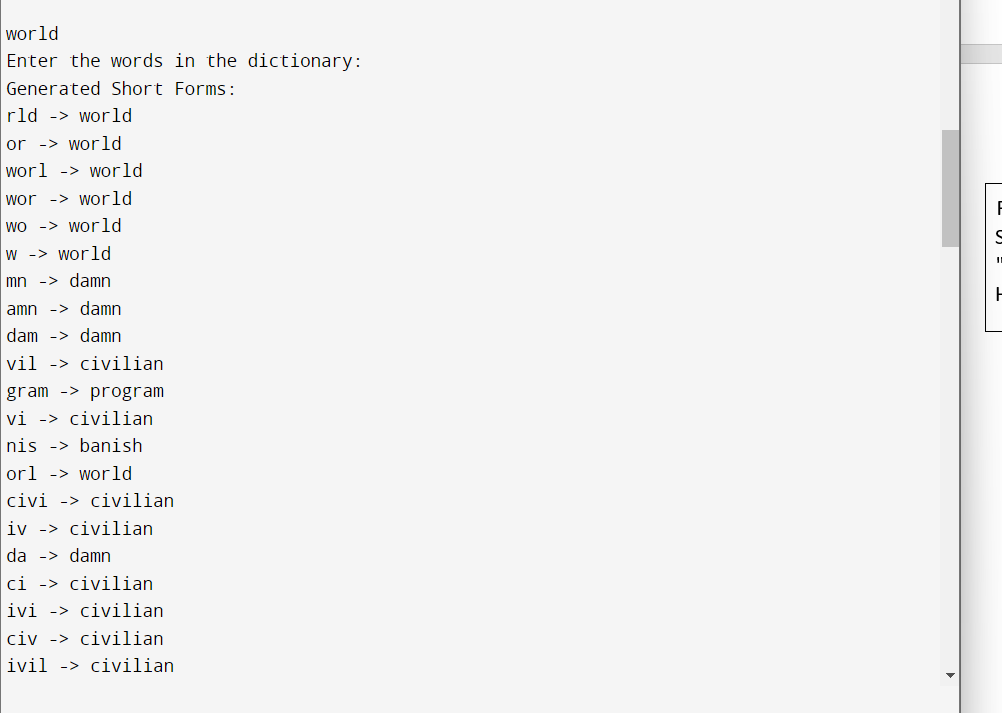 world
Enter the words in the dictionary:
Generated Short Forms:
rld -> world
or -> world
worl -> world
wor -> world
wo -> world
w -> world
mn -> damn
amn -> damn
dam -> damn
vil -> civilian
gram -> program
vi -> civilian
nis -> banish
orl -> world
civi -> civilian
iv -> civilian
da -> damn
ci -> civilian
ivi -> civilian
civ -> civilian
ivil -> civilian